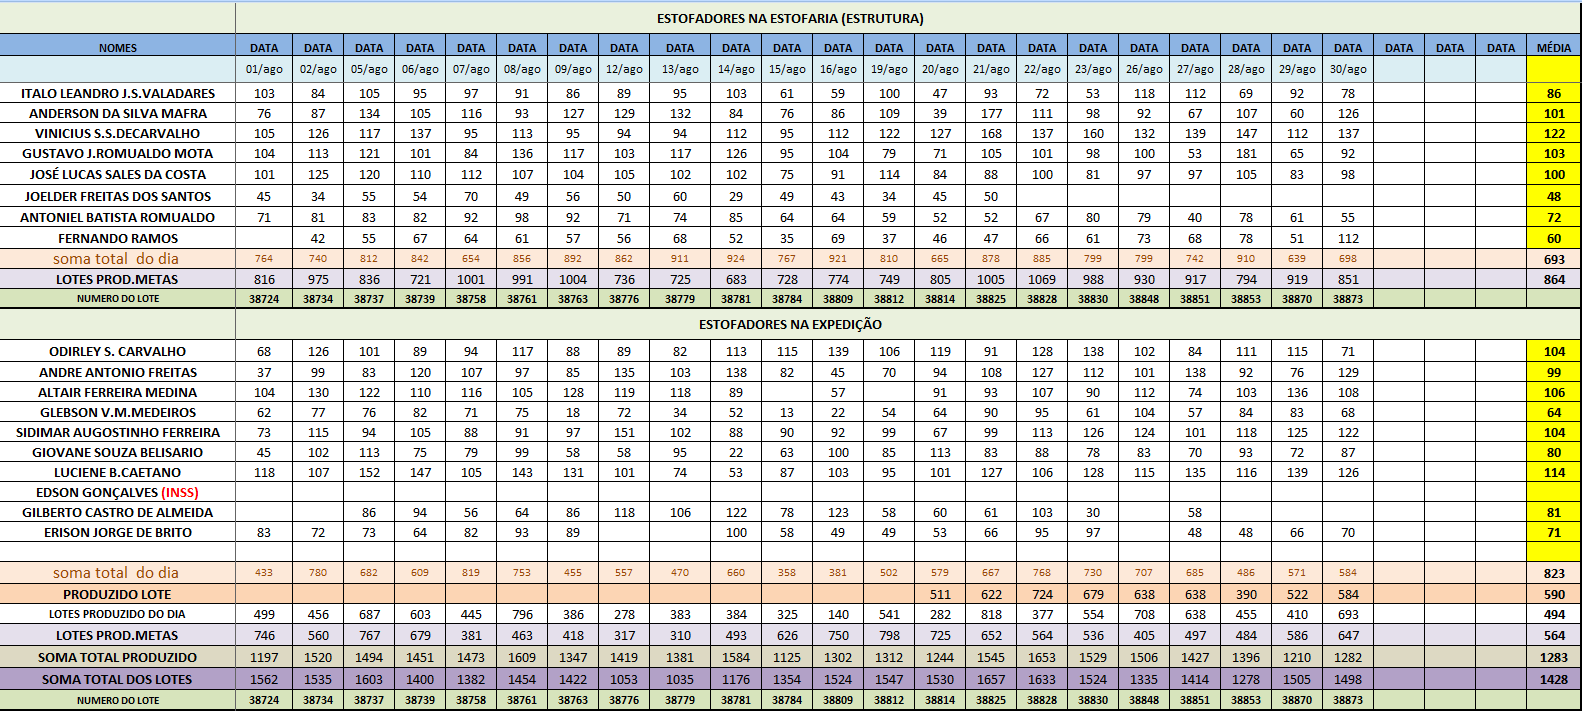 ESTOFADORES NA ESTOFARIA (ESTRUTURA)
NOMES DATA DATA DATA DATA DATA DATA DATA DATA DATA DATA DATA DATA DATA DATA DATA DATA DATA DATA DATA DATA DATA DATA DATA DATA DATA MÉDIA
01/ago 02/ago 05/ago 06/ago 07/ago 08/ago 09/ago 12/ago 13/ago 14/ago 15/ago 16/ago 19/ago 20/ago 21/ago 22/ago 23/ago 26/ago 27/ago 28/ago 29/ago 30/ago
ITALO LEANDRO J.S.VALADARES 103 84 105 95 97 91 86 89 95 103 61 59 100 47 93 72 53 118 112 69 92 78 86
ANDERSON DA SILVA MAFRA 76 87 134 105 116 93 127 129 132 84 76 86 109 39 177 111 98 92 67 107 60 126 101
VINICIUS S.S.DECARVALHO 105 126 117 137 95 113 95 94 94 112 95 112 122 127 168 137 160 132 139 147 112 137 122
GUSTAVO J.ROMUALDO MOTA 104 113 121 101 84 136 117 103 117 126 95 104 79 71 105 101 98 100 53 181 65 92 103
JOSÉ LUCAS SALES DA COSTA 101 125 120 110 112 107 104 105 102 102 75 91 114 84 88 100 81 97 97 105 83 98 100
JOELDER FREITAS DOS SANTOS 45 34 55 54 70 49 56 50 60 29 49 43 34 45 50 48
ANTONIEL BATISTA ROMUALDO 71 81 83 82 92 98 92 71 74 85 64 64 59 52 52 67 80 79 40 78 61 55 72
FERNANDO RAMOS 42 55 67 64 61 57 56 68 52 35 69 37 46 47 66 61 73 68 78 51 112 60
soma total do dia 764 740 812 842 654 856 892 862 911 924 767 921 810 665 878 885 799 799 742 910 639 698 693
LOTES PROD.METAS 816 975 836 721 1001 991 1004 736 725 683 728 774 749 805 1005 1069 988 930 917 794 919 851 864
NUMERO DO LOTE 38724 38734 38737 38739 38758 38761 38763 38776 38779 38781 38784 38809 38812 38814 38825 38828 38830 38848 38851 38853 38870 38873
ESTOFADORES NA EXPEDIÇÃO
ODIRLEY S. CARVALHO 68 126 101 89 94 117 88 89 82 113 115 139 106 119 91 128 138 102 84 111 115 71 104
ANDRE ANTONIO FREITAS 37 99 83 120 107 97 85 135 103 138 82 45 70 94 108 127 112 101 138 92 76 129 99
ALTAIR FERREIRA MEDINA 104 130 122 110 116 105 128 119 118 89 57 91 93 107 90 112 74 103 136 108 106
GLEBSON V.M.MEDEIROS 62 77 76 82 71 75 18 72 34 52 13 22 54 64 90 95 61 104 57 84 83 68 64
SIDIMAR AUGOSTINHO FERREIRA 73 115 94 105 88 91 97 151 102 88 90 92 99 67 99 113 126 124 101 118 125 122 104
GIOVANE SOUZA BELISARIO 45 102 113 75 79 99 58 58 95 22 63 100 85 113 83 88 78 83 70 93 72 87 80
LUCIENE B.CAETANO 118 107 152 147 105 143 131 101 74 53 87 103 95 101 127 106 128 115 135 116 139 126 114
EDSON GONÇALVES (INSS)
GILBERTO CASTRO DE ALMEIDA 86 94 56 64 86 118 106 122 78 123 58 60 61 103 30 58 81
ERISON JORGE DE BRITO 83 72 73 64 82 93 89 100 58 49 49 53 66 95 97 48 48 66 70 71
soma total do dia 433 780 682 609 819 753 455 557 470 660 358 381 502 579 667 768 730 707 685 486 571 584 823
PRODUZIDO LOTE 511 622 724 679 638 638 390 522 584 590
LOTES PRODUZIDO DO DIA 499 456 687 603 445 796 386 278 383 384 325 140 541 282 818 377 554 708 638 455 410 693 494
LOTES PROD.METAS 746 560 767 679 381 463 418 317 310 493 626 750 798 725 652 564 536 405 497 484 586 647 564
SOMA TOTAL PRODUZIDO 1197 1520 1494 1451 1473 1609 1347 1419 1381 1584 1125 1302 1312 1244 1545 1653 1529 1506 1427 1396 1210 1282 1283
SOMA TOTAL DOS LOTES 1562 1535 1603 1400 1382 1454 1422 1053 1035 1176 1354 1524 1547 1530 1657 1633 1524 1335 1414 1278 1505 1498 1428
NUMERO DO LOTE 38724 38734 38737 38739 38758 38761 38763 38776 38779 38781 38784 38809 38812 38814 38825 38828 38830 38848 38851 38853 38870 38873